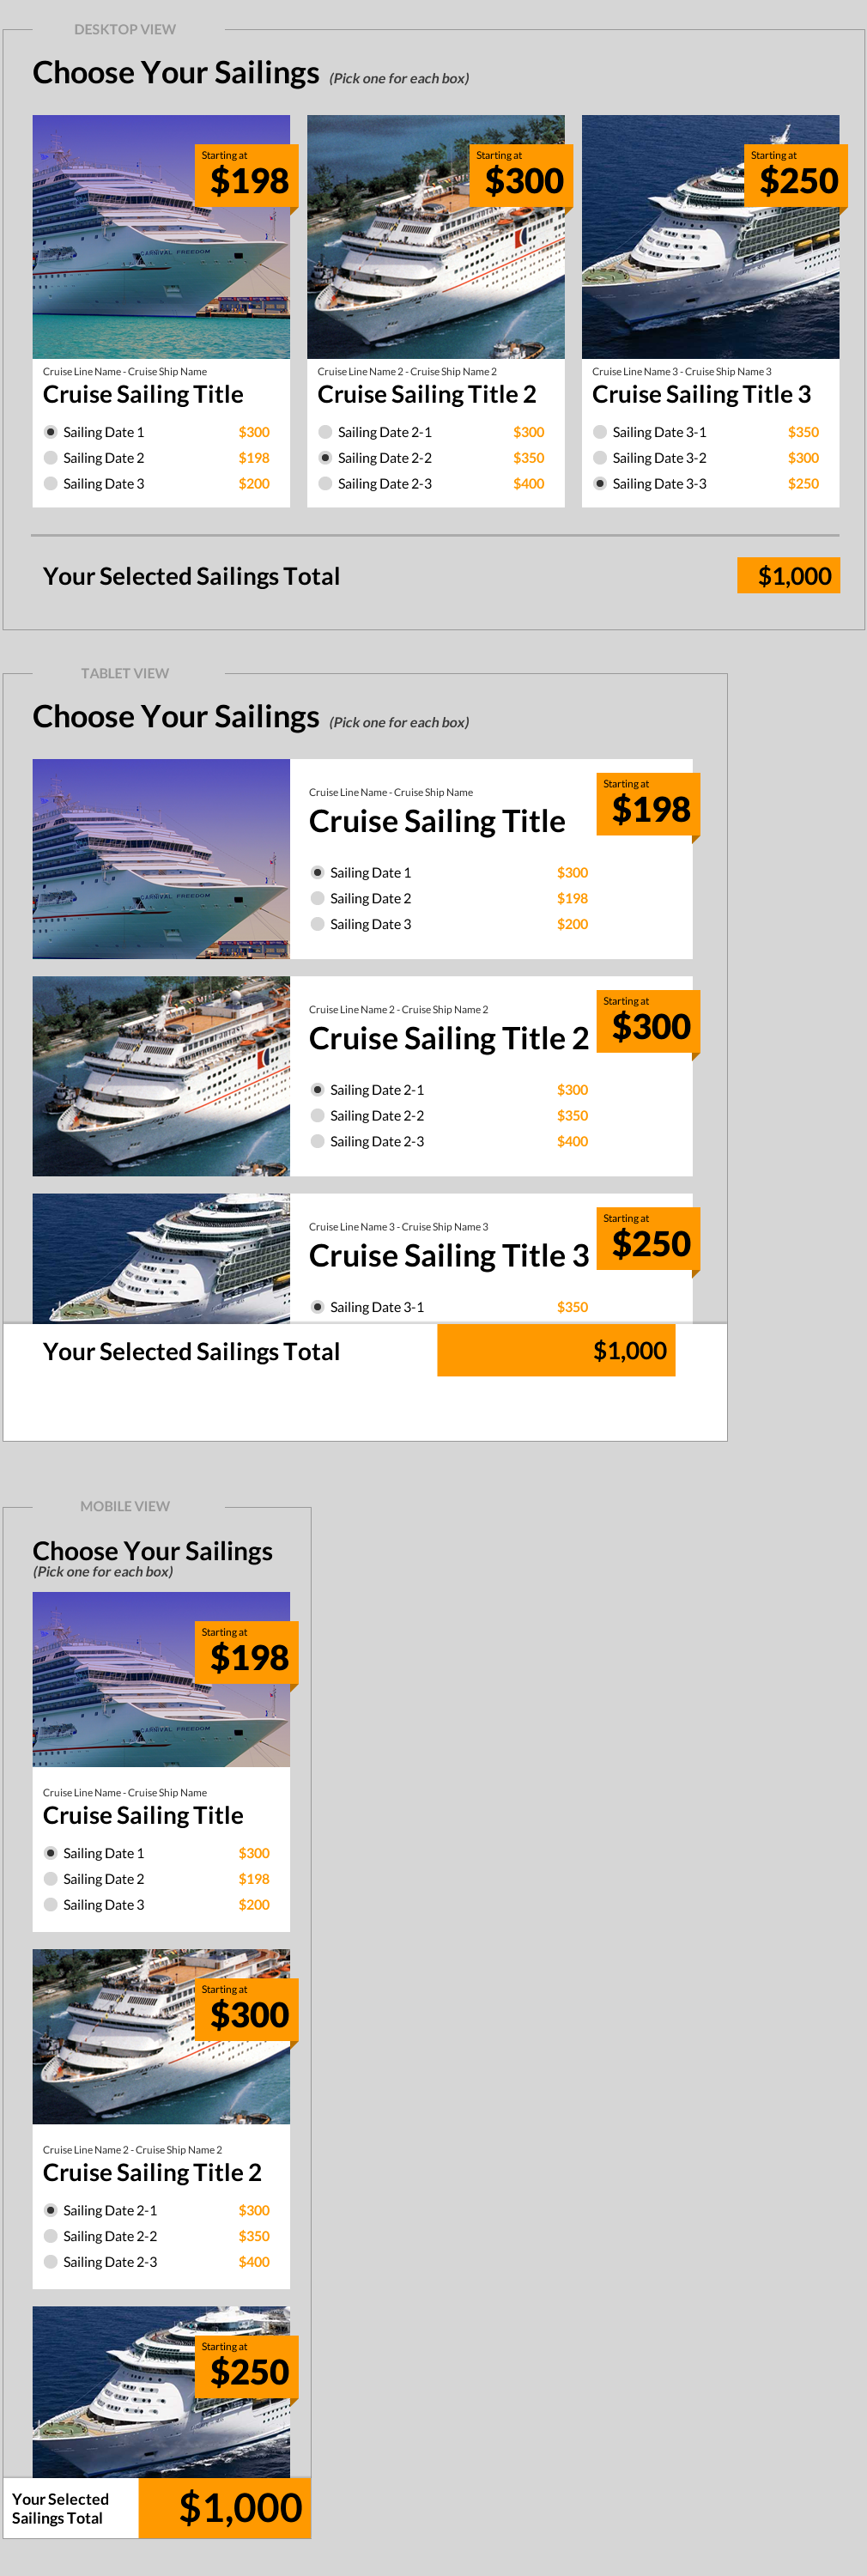 DESKTOP VIEW
Choose Your Sailings (Pick one for each box)
Starting at
$198
CARNIVAL FREEDOM
Cruise Line Name - Cruise Ship Name
Cruise Sailing Title
Sailing Date 1 $300
Sailing Date 2 $198
Sailing Date 3 $200
Starting at
$300
Cruise Line Name 2 - Cruise Ship Name 2
Cruise Sailing Title 2
Sailing Date 2-1 $300
Sailing Date 2-2 $350
Sailing Date 2-3 $400
Starting at
$250
Cruise Line Name 3 - Cruise Ship Name 3
Cruise Sailing Title 3
Sailing Date 3-1 $350
Sailing Date 3-2 $300
Sailing Date 3-3 $250
Your Selected Sailings Total $1,000
TABLET VIEW
Choose Your Sailings (Pick one for each box)
CARNIVAL FREEDOM
Cruise Line Name - Cruise Ship Name
Cruise Sailing Title
Starting at
$198
Sailing Date 1 $300
Sailing Date 2 $198
Sailing Date 3 $200
Cruise Line Name 2 - Cruise Ship Name 2
Cruise Sailing Title 2
Starting at
$300
Sailing Date 2-1 $300
Sailing Date 2-2 $350
Sailing Date 2-3 $400
Cruise Line Name 3 - Cruise Ship Name 3
Cruise Sailing Title 3
Starting at
$250
Sailing Date 3-1 $350
Your Selected Sailings Total $1,000
MOBILE VIEW
Choose Your Sailings
(Pick one for each box)
Starting at
$198
CARNIVAL FREEDOM
Cruise Line Name - Cruise Ship Name
Cruise Sailing Title
Sailing Date 1 $300
Sailing Date 2 $198
Sailing Date 3 $200
Starting at
$300
Cruise Line Name 2 - Cruise Ship Name 2
Cruise Sailing Title 2
Sailing Date 2-1 $300
Sailing Date 2-2 $350
Sailing Date 2-3 $400
Starting at
$250
Your Selected
Sailings Total
$1,000